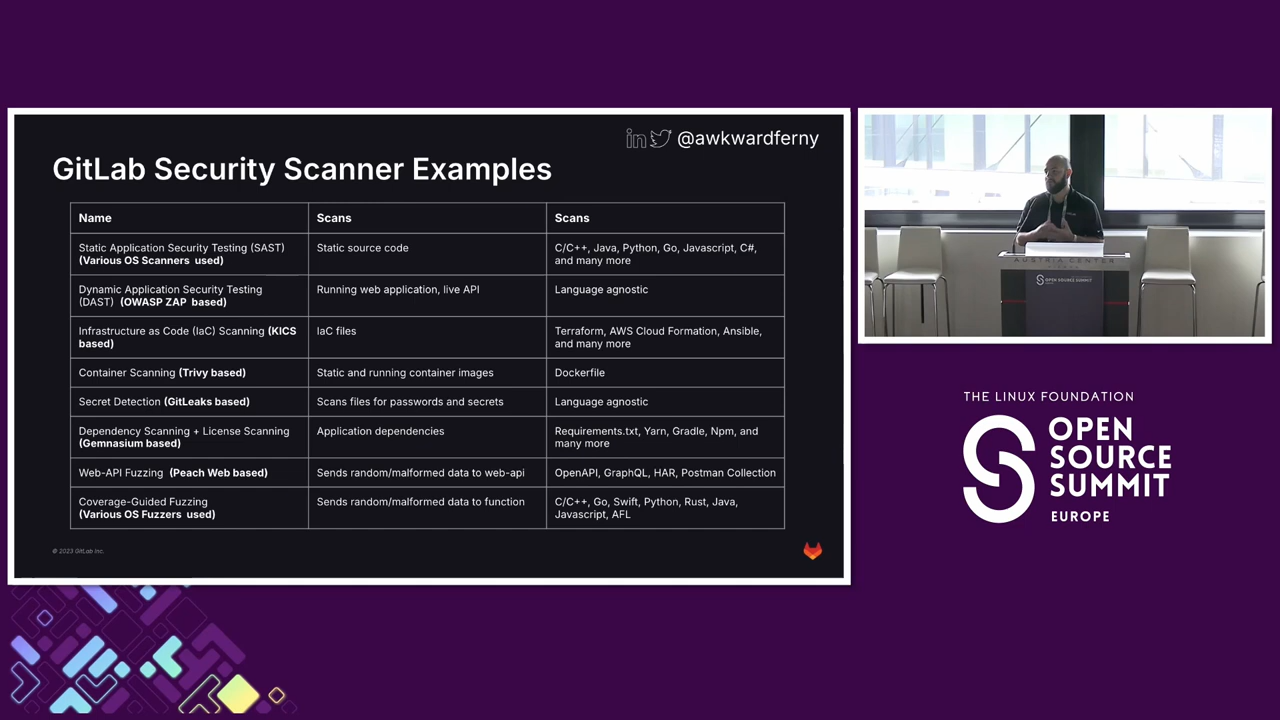 in @awkwardferny
GitLab Security Scanner Examples
Name Scans Scans
Static Application Security Testing (SAST)
(Various OS Scanners used)
Static source code
C/C++, Java, Python, Go, Javascript, C#,
and many more
Dynamic Application Security Testing
(DAST) (OWASP ZAP based)
Running web application, live API
Language agnostic
Infrastructure as Code (IaC) Scanning (KICS
based)
IaC files
Terraform, AWS Cloud Formation, Ansible,
and many more
Container Scanning (Trivy based)
Static and running container images
Dockerfile
Secret Detection (GitLeaks based)
Scans files for passwords and secrets
Language agnostic
Dependency Scanning + License Scanning
(Gemnasium based)
Application dependencies
Requirements.txt, Yarn, Gradle, Npm, and
many more
Web-API Fuzzing (Peach Web based)
Sends random/malformed data to web-api
OpenAPI, GraphQL, HAR, Postman Collection
Coverage-Guided Fuzzing
(Various OS Fuzzers used)
Sends random/malformed data to function
C/C++, Go, Swift, Python, Rust, Java,
Javascript, AFL
© 2023 GitLab Inc.
AUSTRIA CENTER
OPEN SOURCE SUMMIT
THE LINUX FOUNDATION
OPEN
SOURCE
SUMMIT
EUROPE